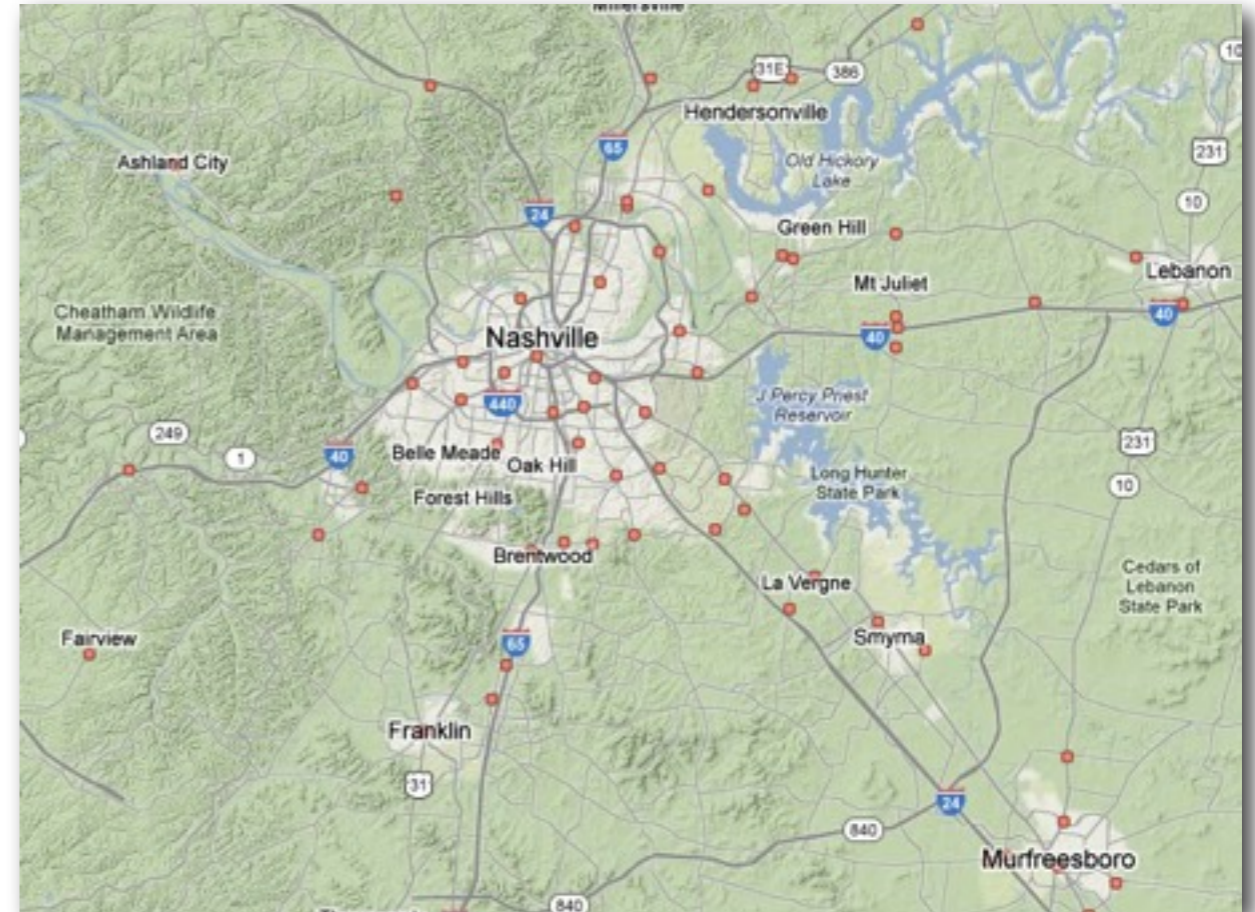 Millersville
31E
386
10
Hendersonville
65
231
Ashland City
Old Hickory
Lake
10
24
Green Hill
Lebanon
Mt Juliet
Cheatham Wildlife
Management Area
40
Nashville
40
440
J Percy Priest
Reservoir
249
231
1
40
Belle Meade
Oak Hill
Long Hunter
State Park
10
Forest Hills
Brentwood
Cedars of
Lebanon
State Park
La Vergne
Fairview
Smyrna
65
Franklin
31
24
840
Murfreesboro
840